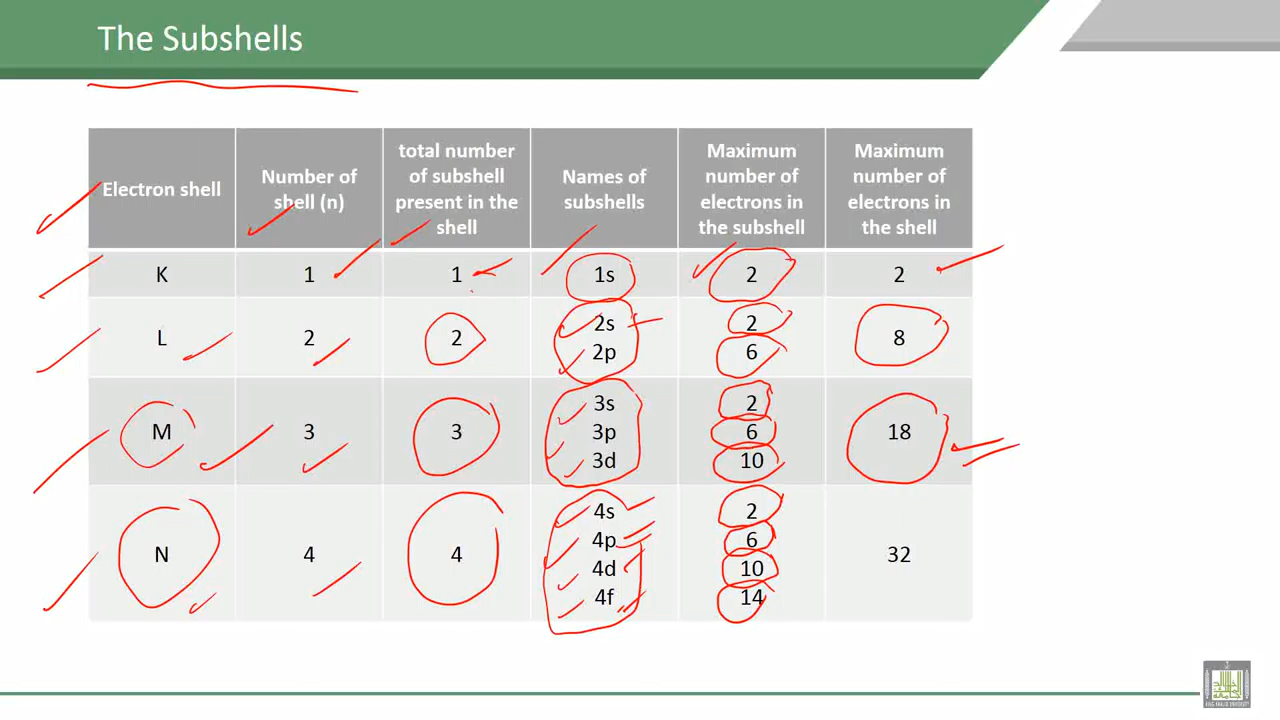 The Subshells
Electron shell
Number of
shell (n)
total number
of subshell
present in the
shell
Names of
subshells
Maximum
number of
electrons in
the subshell
Maximum
number of
electrons in
the shell
K
1
1
1s
2
2
L
2
2
2s
2p
2
6
8
M
3
3
3s
3p
3d
2
6
10
18
N
4
4
4s
4p
4d
4f
2
6
10
14
32
KING KHALID UNIVERSITY